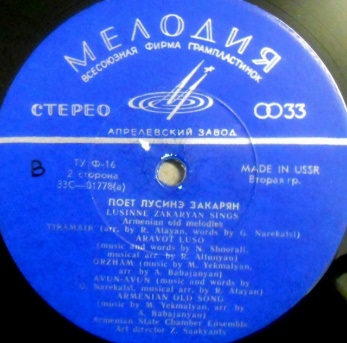 МЕЛОДИЯ
ВСЕСОЮЗНАЯ ФИРМА ГРАМПЛАСТИНОК
СТЕРЕО
33
АПРЕЛЕВСКИЙ ЗАВОД
В
ТУ Ф-16
2 сторона
33С—01778(а)
MADE IN USSR
Вторая гр.
ПОЕТ ЛУСИНЭ ЗАКАРЯН
LUSINNE ZAKARYAN SINGS
Armenian old melodies
(arr. by R. Atayan, words by G. Narekatsi)
ARAVOT LUSO
(music and words by N. Shnorali,
musical arr. by R. Altunyan)
ORZHAM (music by M. Yekmalyan,
arr. by A. Babajanyan)
AVUN-AVUN (music and words by
G. Narekatsi, musical arr. by R. Atayan)
ARMENIAN OLD SONG
(music by M. Yekmalyan, arr. by
A. Babajanyan)
Armenian State Chamber Ensemble
Art director Z. Saakyants